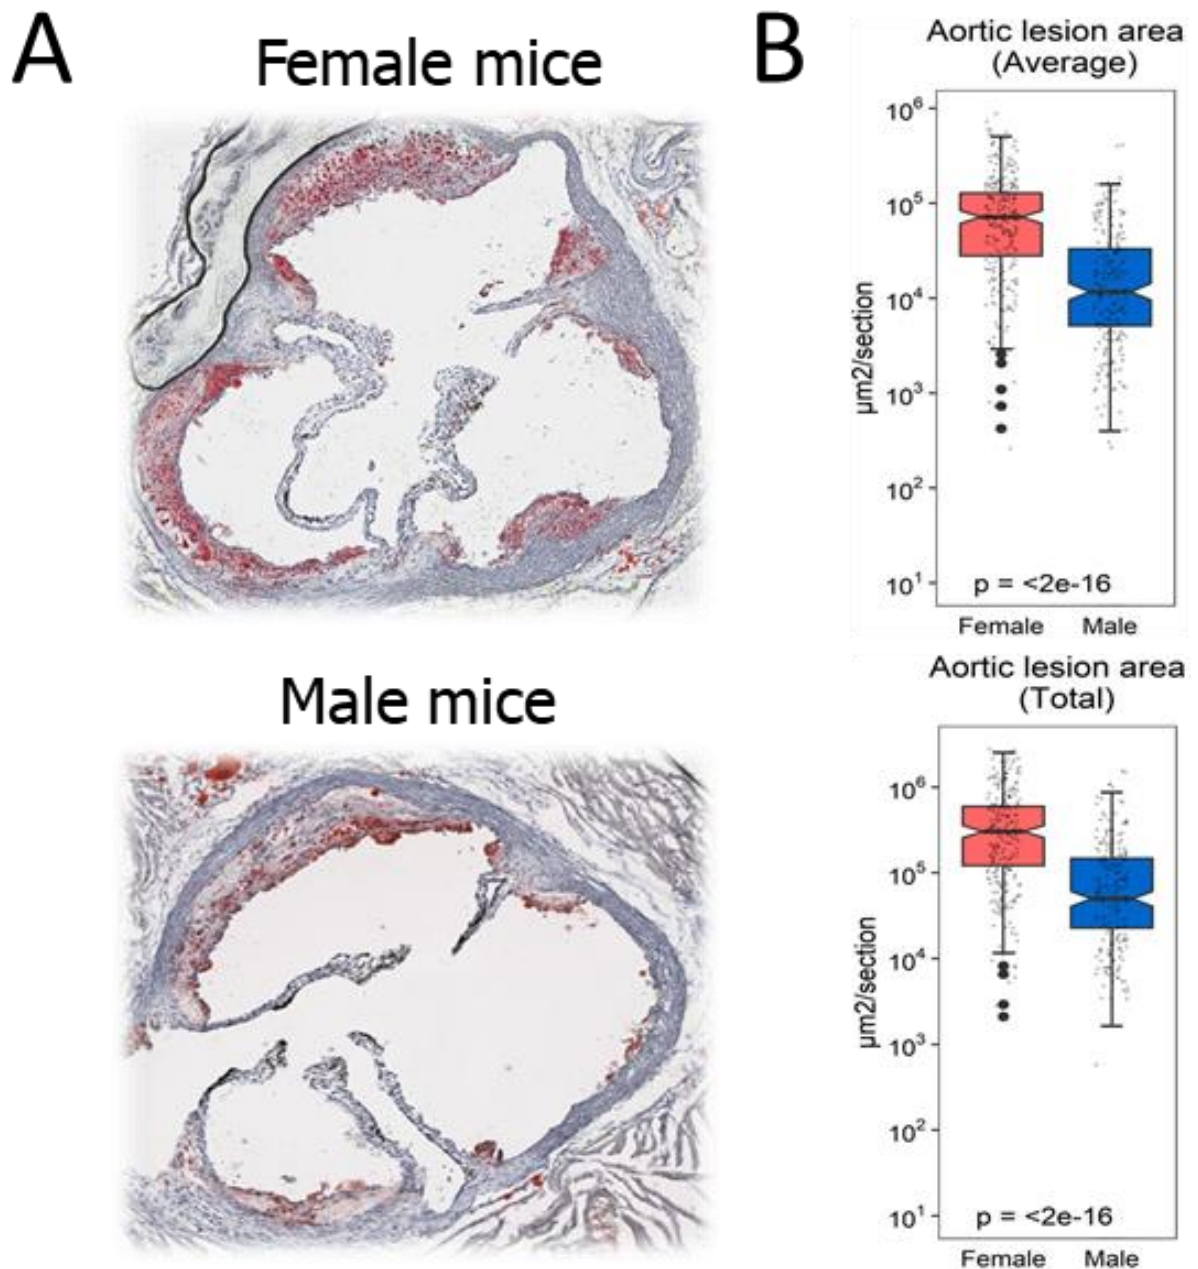 A
Female mice
Male mice
B
Aortic lesion area
(Average)
µm2/section
10⁶
10⁵
10⁴
10³
10²
10¹
p = <2e-16
Female Male
Aortic lesion area
(Total)
µm2/section
10⁶
10⁵
10⁴
10³
10²
10¹
p = <2e-16
Female Male